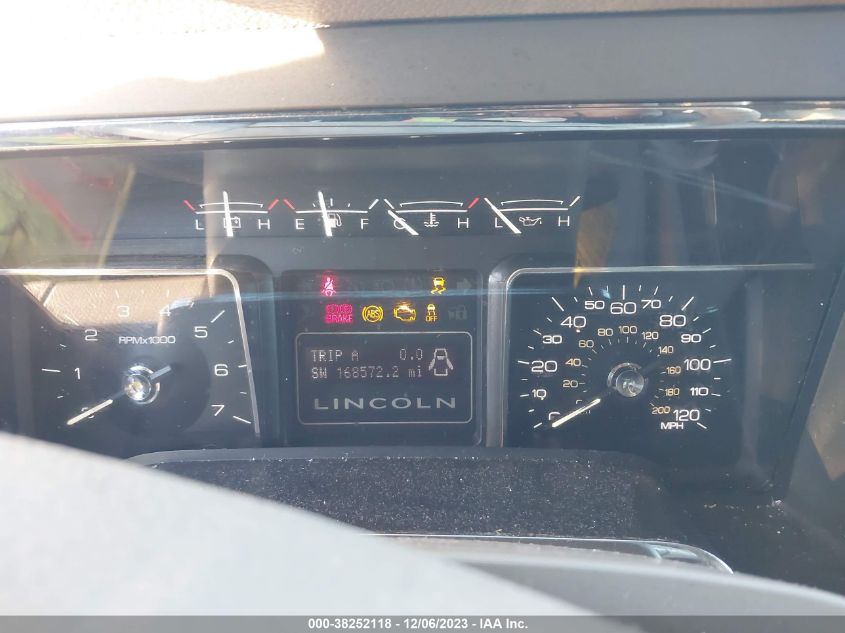 L H E F C H L H
1 2 3 4 5 6 7
RPMx1000
BRAKE ABS OFF
TRIP A 0.0
SW 168572.2 mi
LINCOLN
0 10 20 30 40 50 60 70 80 90 100 110 120
20 40 60 80 100 120 140 160 180 200
MPH
000-38252118 - 12/06/2023 - IAA Inc.